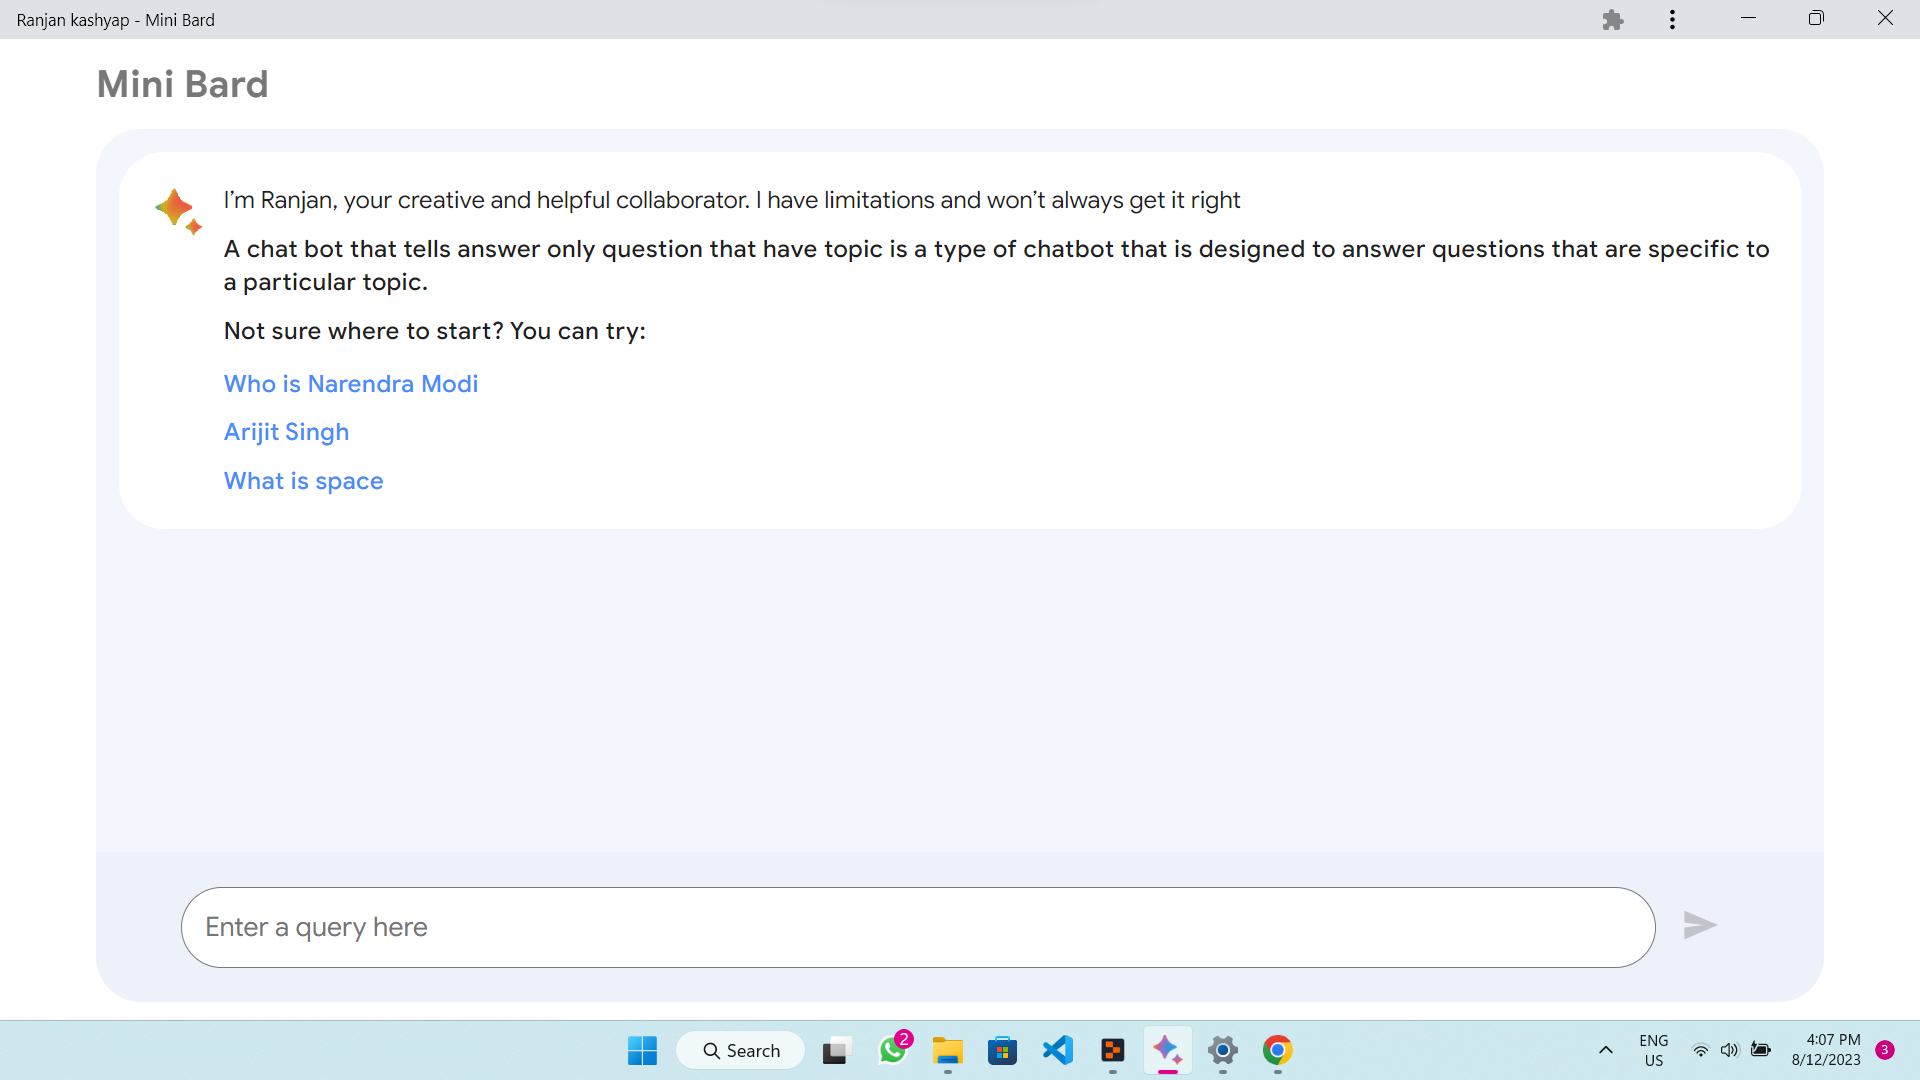 Ranjan kashyap - Mini Bard
Mini Bard
I’m Ranjan, your creative and helpful collaborator. I have limitations and won’t always get it right
A chat bot that tells answer only question that have topic is a type of chatbot that is designed to answer questions that are specific to
a particular topic.
Not sure where to start? You can try:
Who is Narendra Modi
Arijit Singh
What is space
Enter a query here
Search
2
ENG
US
4:07 PM
8/12/2023
3